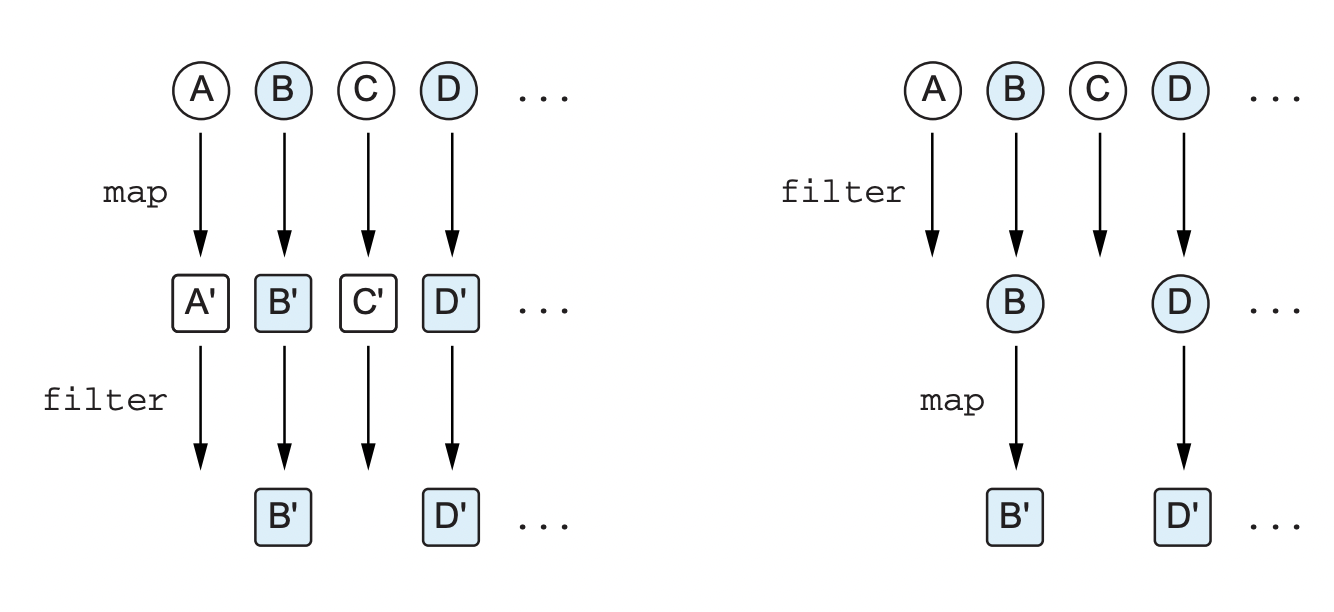 A B C D ...
map
A' B' C' D' ...
filter
B' D' ...
A B C D ...
filter
B D ...
map
B' D' ...